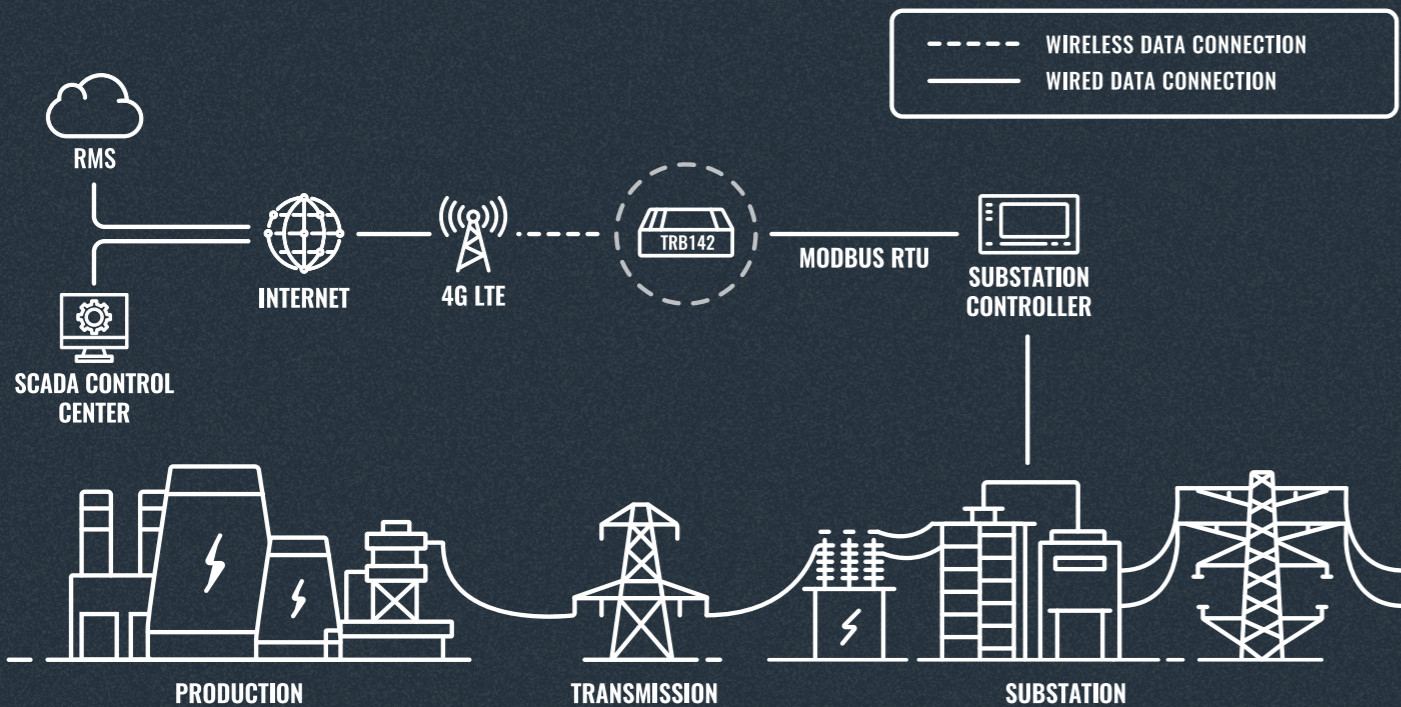 WIRELESS DATA CONNECTION
WIRED DATA CONNECTION
RMS
TRB142
MODBUS RTU
INTERNET
4G LTE
SUBSTATION
CONTROLLER
SCADA CONTROL
CENTER
PRODUCTION
TRANSMISSION
SUBSTATION